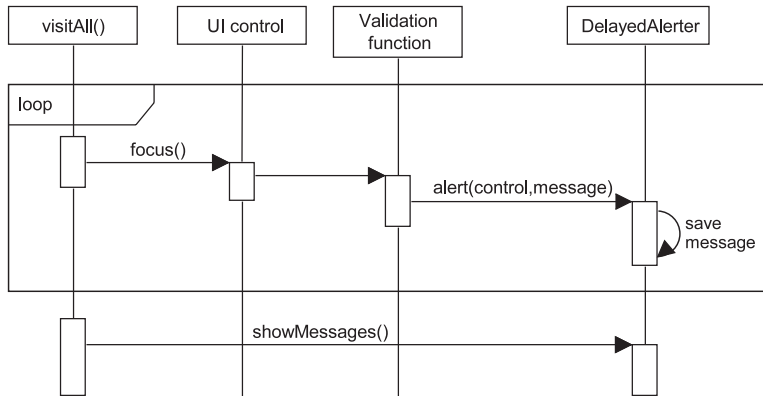 visitAll()
UI control
Validation
function
DelayedAlerter
loop
focus()
alert(control,message)
save
message
showMessages()